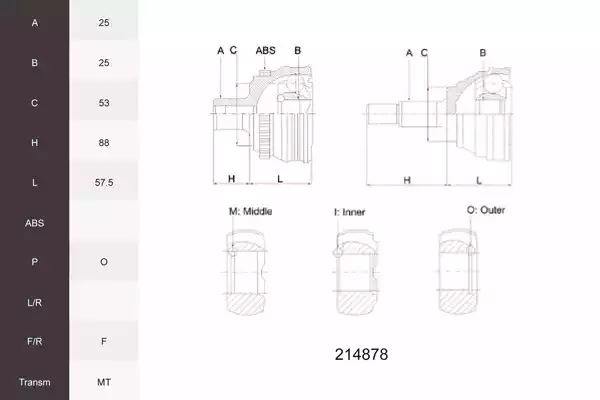 A 25
B 25
C 53
H 88
L 57.5
ABS
P O
L/R
F/R F
Transm MT
A C ABS B
A C B
H L
H L
M: Middle
I: Inner
O: Outer
214878